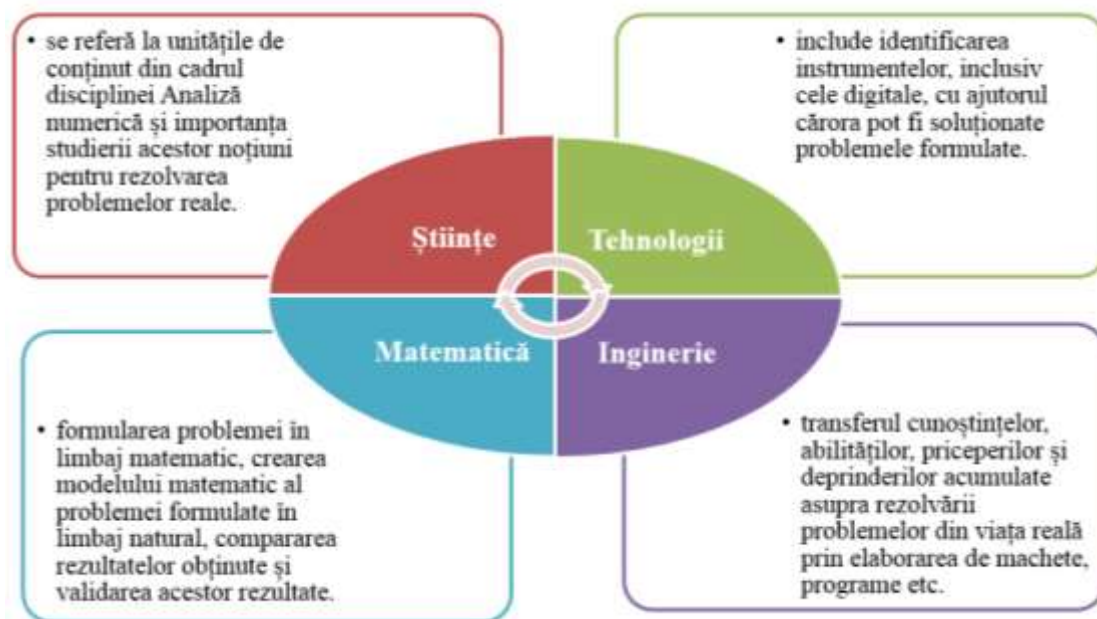 • se referă la unitățile de
conținut din cadrul
disciplinei Analiză
numerică și importanța
studierii acestor noțiuni
pentru rezolvarea
problemelor reale.
• include identificarea
instrumentelor, inclusiv
cele digitale, cu ajutorul
cărora pot fi soluționate
problemele formulate.
Științe
Tehnologii
Matematică
Inginerie
• formularea problemei în
limbaj matematic, crearea
modelului matematic al
problemei formulate în
limbaj natural, compararea
rezultatelor obținute și
validarea acestor rezultate.
• transferul cunoștințelor,
abilităților, priceperilor și
deprinderilor acumulate
asupra rezolvării
problemelor din viața reală
prin elaborarea de machete,
programe etc.